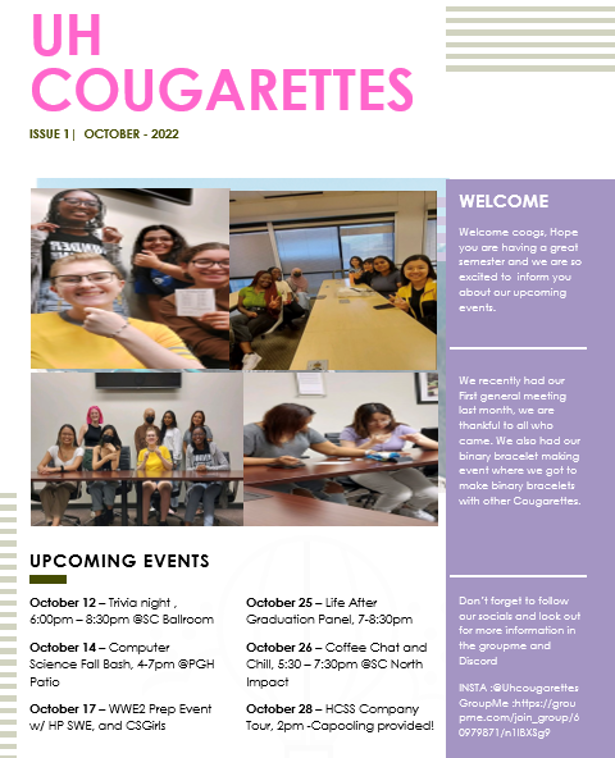 UH
COUGARETTES
ISSUE 1| OCTOBER - 2022
WELCOME
Welcome coogs, Hope
you are having a great
semester and we are so
excited to inform you
about our upcoming
events.
We recently had our
First general meeting
last month, we are
thankful to all who
came. We also had our
binary bracelet making
event where we got to
make binary bracelets
with other Cougarettes.
Don't forget to follow
our socials and look out
for more information in
the groupme and
Discord
INSTA :@Uhcougarettes
GroupMe :https://grou
pme.com/join_group/6
0979871/n1IBXSg9
UPCOMING EVENTS
October 12 – Trivia night ,
6:00pm – 8:30pm @SC Ballroom
October 14 – Computer
Science Fall Bash, 4-7pm @PGH
Patio
October 17 – WWE2 Prep Event
w/ HP SWE, and CSGirls
October 25 – Life After
Graduation Panel, 7-8:30pm
October 26 – Coffee Chat and
Chill, 5:30 – 7:30pm @SC North
Impact
October 28 – HCSS Company
Tour, 2pm -Capooling provided!